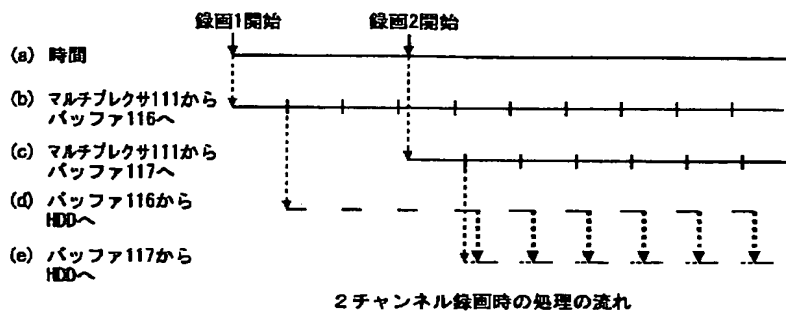 録画1開始 録画2開始
(a) 時間
(b) マルチプレクサ111から
バッファ116へ
(c) マルチプレクサ111から
バッファ117へ
(d) バッファ116から
HDDへ
(e) バッファ117から
HDDへ
2チャンネル録画時の処理の流れ